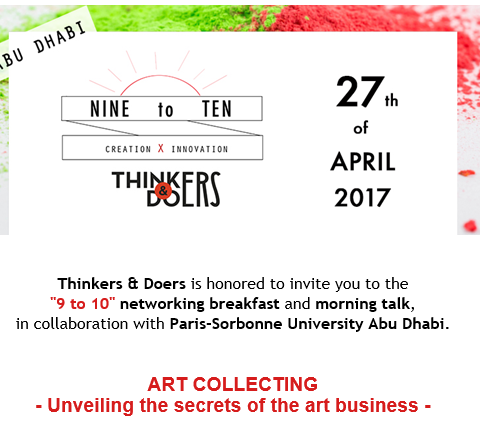 ABU DHABI
NINE to TEN
CREATION X INNOVATION
THINKERS
&
DOERS
27th
of
APRIL
2017
Thinkers & Doers is honored to invite you to the
"9 to 10" networking breakfast and morning talk,
in collaboration with Paris-Sorbonne University Abu Dhabi.
ART COLLECTING
- Unveiling the secrets of the art business -